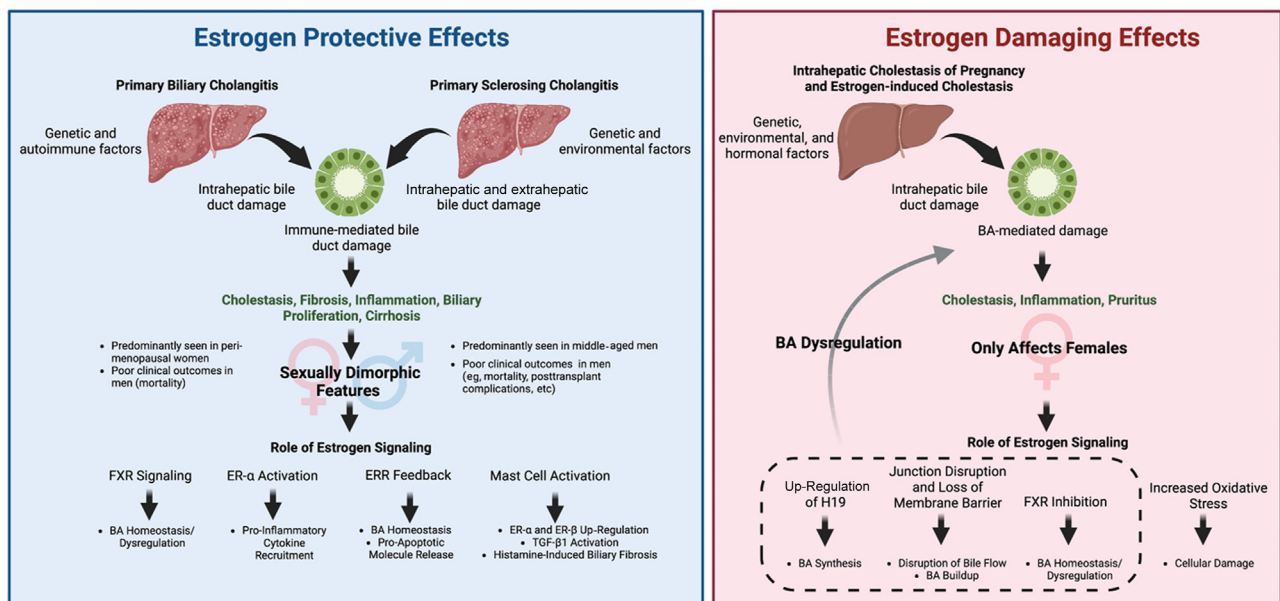 Estrogen Protective Effects
Primary Biliary Cholangitis
Primary Sclerosing Cholangitis
Genetic and
autoimmune factors
Genetic and
environmental factors
Intrahepatic bile
duct damage
Intrahepatic and extrahepatic
bile duct damage
Immune-mediated bile
duct damage
Cholestasis, Fibrosis, Inflammation, Biliary
Proliferation, Cirrhosis
• Predominantly seen in peri-
menopausal women
• Poor clinical outcomes in
men (mortality)
• Predominantly seen in middle-aged men
• Poor clinical outcomes in men
(eg, mortality, posttransplant
complications, etc)
Sexually Dimorphic
Features
Role of Estrogen Signaling
FXR Signaling
• BA Homeostasis/
Dysregulation
ER-α Activation
• Pro-Inflammatory
Cytokine
Recruitment
ERR Feedback
• BA Homeostasis
• Pro-Apoptotic
Molecule Release
Mast Cell Activation
• ER-α and ER-β Up-Regulation
• TGF-β1 Activation
• Histamine-Induced Biliary Fibrosis
Estrogen Damaging Effects
Intrahepatic Cholestasis of Pregnancy
and Estrogen-induced Cholestasis
Genetic,
environmental, and
hormonal factors
Intrahepatic bile
duct damage
BA-mediated damage
Cholestasis, Inflammation, Pruritus
BA Dysregulation
Only Affects Females
Role of Estrogen Signaling
Up-Regulation
of H19
• BA Synthesis
Junction Disruption
and Loss of
Membrane Barrier
• Disruption of Bile Flow
• BA Buildup
FXR Inhibition
• BA Homeostasis/
Dysregulation
Increased Oxidative
Stress
• Cellular Damage